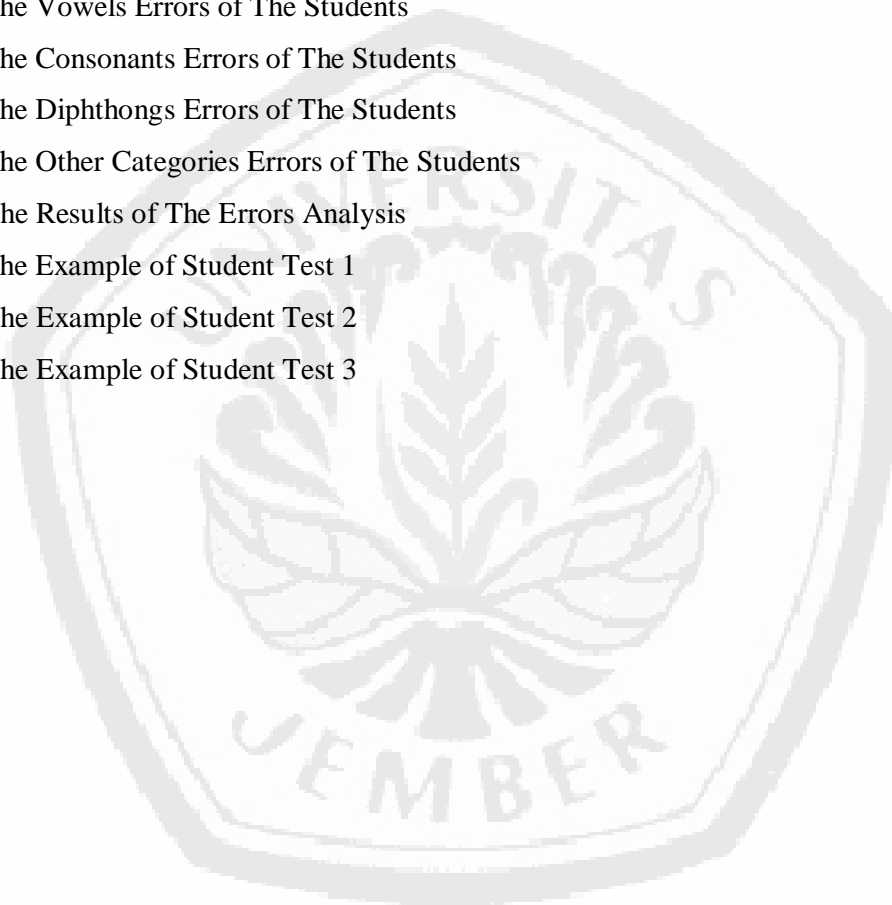 he Vowels Errors of The Students
he Consonants Errors of The Students
he Diphthongs Errors of The Students
he Other Categories Errors of The Students
he Results of The Errors Analysis
he Example of Student Test 1
he Example of Student Test 2
he Example of Student Test 3
UNIVERSITAS
JEMBER